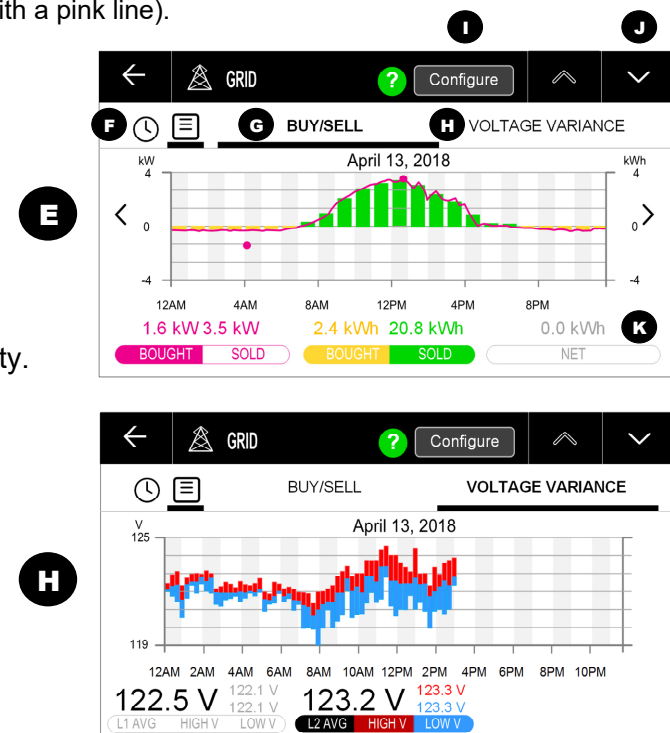 ith a pink line).
I J
GRID ? Configure
F G BUY/SELL H VOLTAGE VARIANCE
April 13, 2018
kW kWh
4 4
E
0 0
-4 -4
12AM 4AM 8AM 12PM 4PM 8PM
1.6 kW 3.5 kW 2.4 kWh 20.8 kWh 0.0 kWh K
BOUGHT SOLD BOUGHT SOLD NET
ty.
GRID ? Configure
BUY/SELL VOLTAGE VARIANCE
V April 13, 2018
125
H
119
12AM 2AM 4AM 6AM 8AM 10AM 12PM 2PM 4PM 6PM 8PM 10PM
122.5 V 122.1 V 123.2 V 123.3 V
122.1 V 123.3 V
L1 AVG HIGH V LOW V L2 AVG HIGH V LOW V